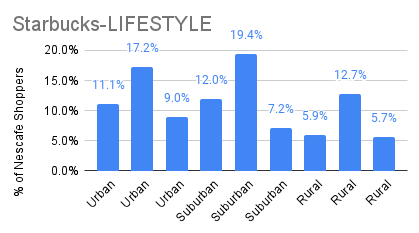 Starbucks-LIFESTYLE
% of Nescafe Shoppers
20.0%
15.0%
10.0%
5.0%
0.0%
11.1%
17.2%
9.0%
12.0%
19.4%
7.2%
5.9%
12.7%
5.7%
Urban
Urban
Urban
Suburban
Suburban
Suburban
Rural
Rural
Rural